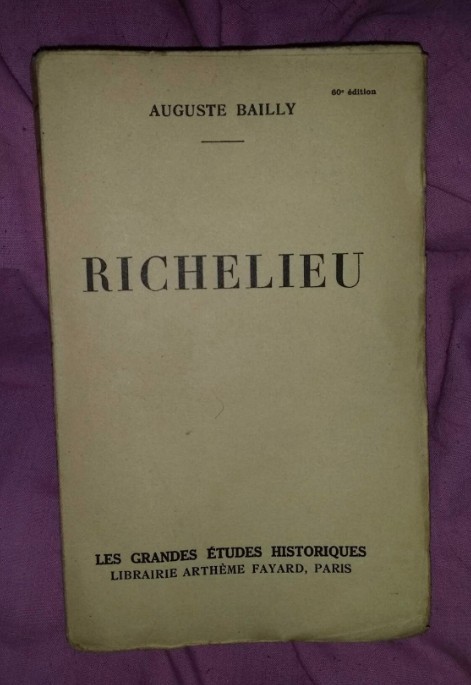 60e édition
AUGUSTE BAILLY
RICHELIEU
LES GRANDES ÉTUDES HISTORIQUES
LIBRAIRIE ARTHÈME FAYARD, PARIS